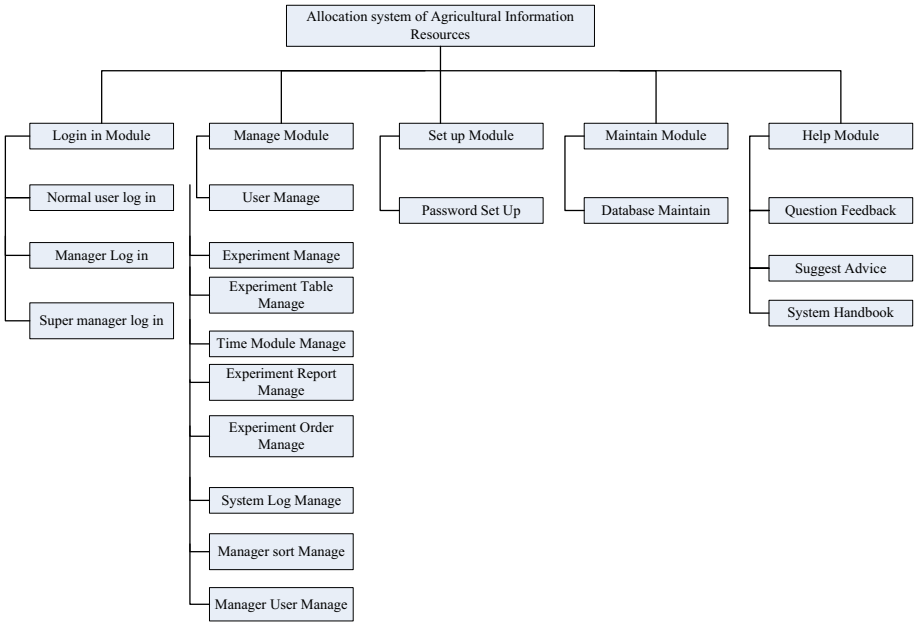 Allocation system of Agricultural Information
Resources
Login in Module
Normal user log in
Manager Log in
Super manager log in
Manage Module
User Manage
Experiment Manage
Experiment Table
Manage
Time Module Manage
Experiment Report
Manage
Experiment Order
Manage
System Log Manage
Manager sort Manage
Manager User Manage
Set up Module
Password Set Up
Maintain Module
Database Maintain
Help Module
Question Feedback
Suggest Advice
System Handbook